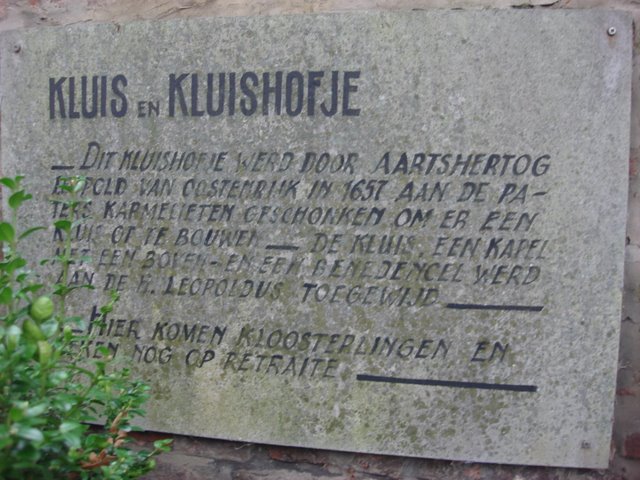 KLUIS EN KLUISHOFJE
DIT KLUISHOFJE WERD DOOR AARTSHERTOG
LEOPOLD VAN OOSTENRIJK IN 1657 AAN DE PA-
TERS KARMELIETEN GESCHONKEN OM ER EEN
KLUIS OP TE BOUWEN — DE KLUIS, EEN KAPEL
MET EEN BOVEN- EN EEN BENEDENCEL WERD
AAN DE H. LEOPOLDUS TOEGEWIJD.
HIER KOMEN KLOOSTERLINGEN EN
LEKEN NOG OP RETRAITE